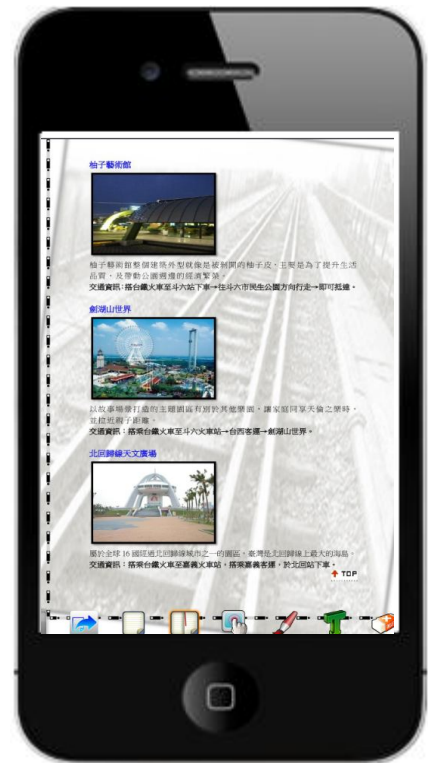 柚子藝術館
柚子藝術館整個建築外型就像是被剝開的柚子皮、主要是為了提升生活
品質，及帶動公園週邊的經濟繁榮。
交通資訊：搭台鐵火車至斗六站下車→往斗六市民生公園方向行走→即可抵達。
劍湖山世界
以故事場景打造的主題園區有別於其他樂園，讓家庭同享天倫之樂時，
並拉近親子距離。
交通資訊：搭乘台鐵火車至斗六火車站→台西客運→劍湖山世界。
北回歸線天文廣場
屬於全球 16 國經過北回歸線城市之一的園區，臺灣是北回歸線上最大的海島。
交通資訊：搭乘台鐵火車至嘉義火車站，搭乘嘉義客運，於北回站下車。
TOP